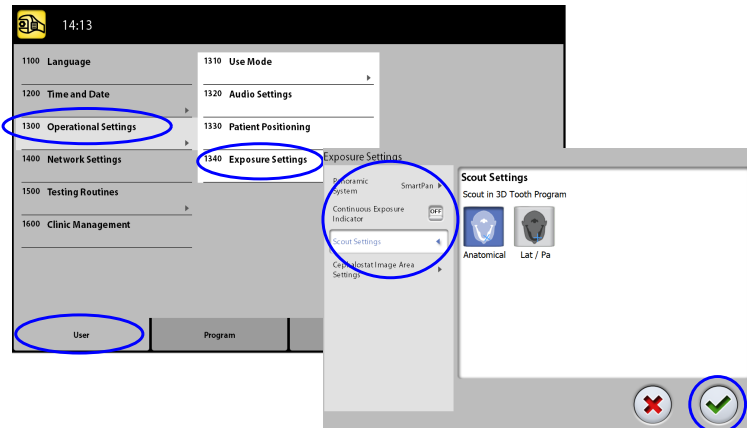 14:13
1100 Language
1200 Time and Date
1300 Operational Settings
1400 Network Settings
1500 Testing Routines
1600 Clinic Management
1310 Use Mode
1320 Audio Settings
1330 Patient Positioning
1340 Exposure Settings
User
Program
Exposure Settings
Panoramic
System
SmartPan
Continuous Exposure
Indicator
OFF
Scout Settings
Cephalostat Image Area
Settings
Scout Settings
Scout in 3D Tooth Program
Anatomical
Lat / Pa